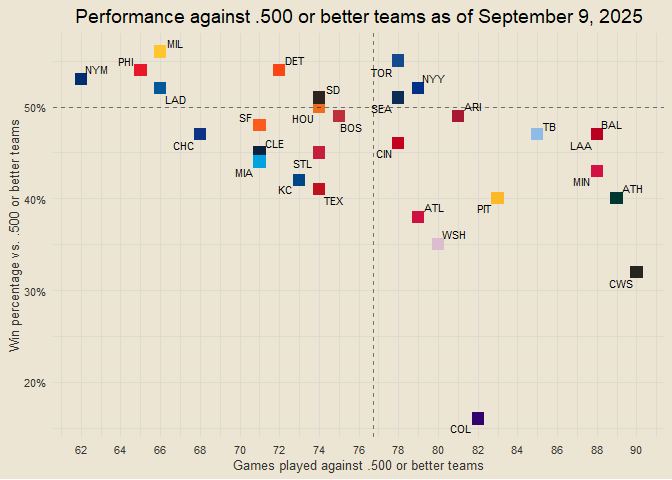 Performance against .500 or better teams as of September 9, 2025
MIL
PHI
DET
NYM
TOR
NYY
SD
LAD
SEA
ARI
50%
HOU
SF
BOS
TB
BAL
CHC
CLE
LAA
CIN
STL
MIA
MIN
KC
ATH
TEX
40%
ATL
PIT
WSH
30%
CWS
20%
COL
Win percentage vs. .500 or better teams
62 64 66 68 70 72 74 76 78 80 82 84 86 88 90
Games played against .500 or better teams